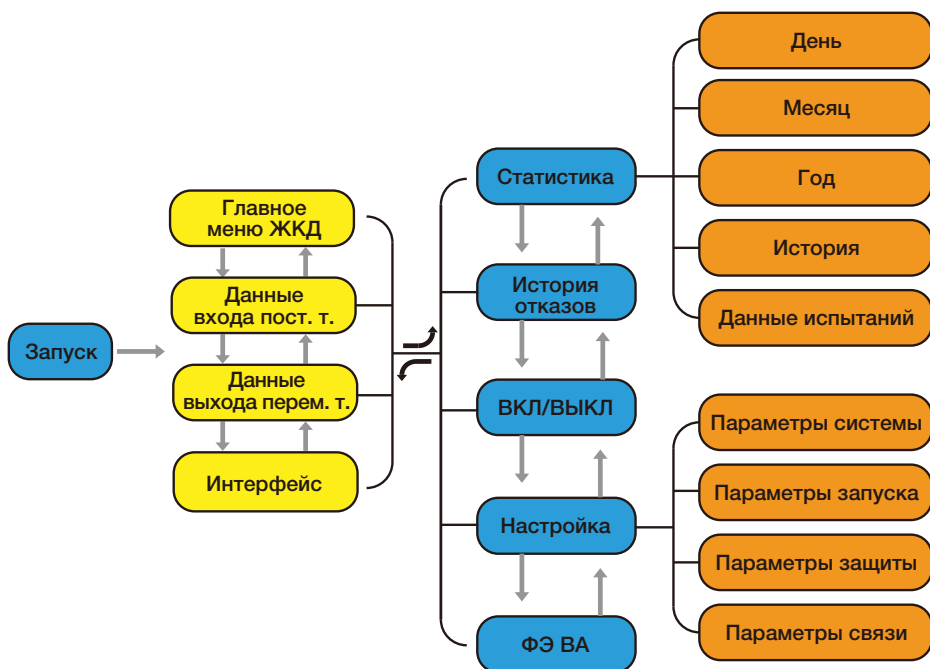 Запуск
Главное
меню ЖКД
Данные
входа пост. т.
Данные
выхода перем. т.
Интерфейс
Статистика
История
отказов
ВКЛ/ВЫКЛ
Настройка
ФЭ ВА
День
Месяц
Год
История
Данные испытаний
Параметры системы
Параметры запуска
Параметры защиты
Параметры связи